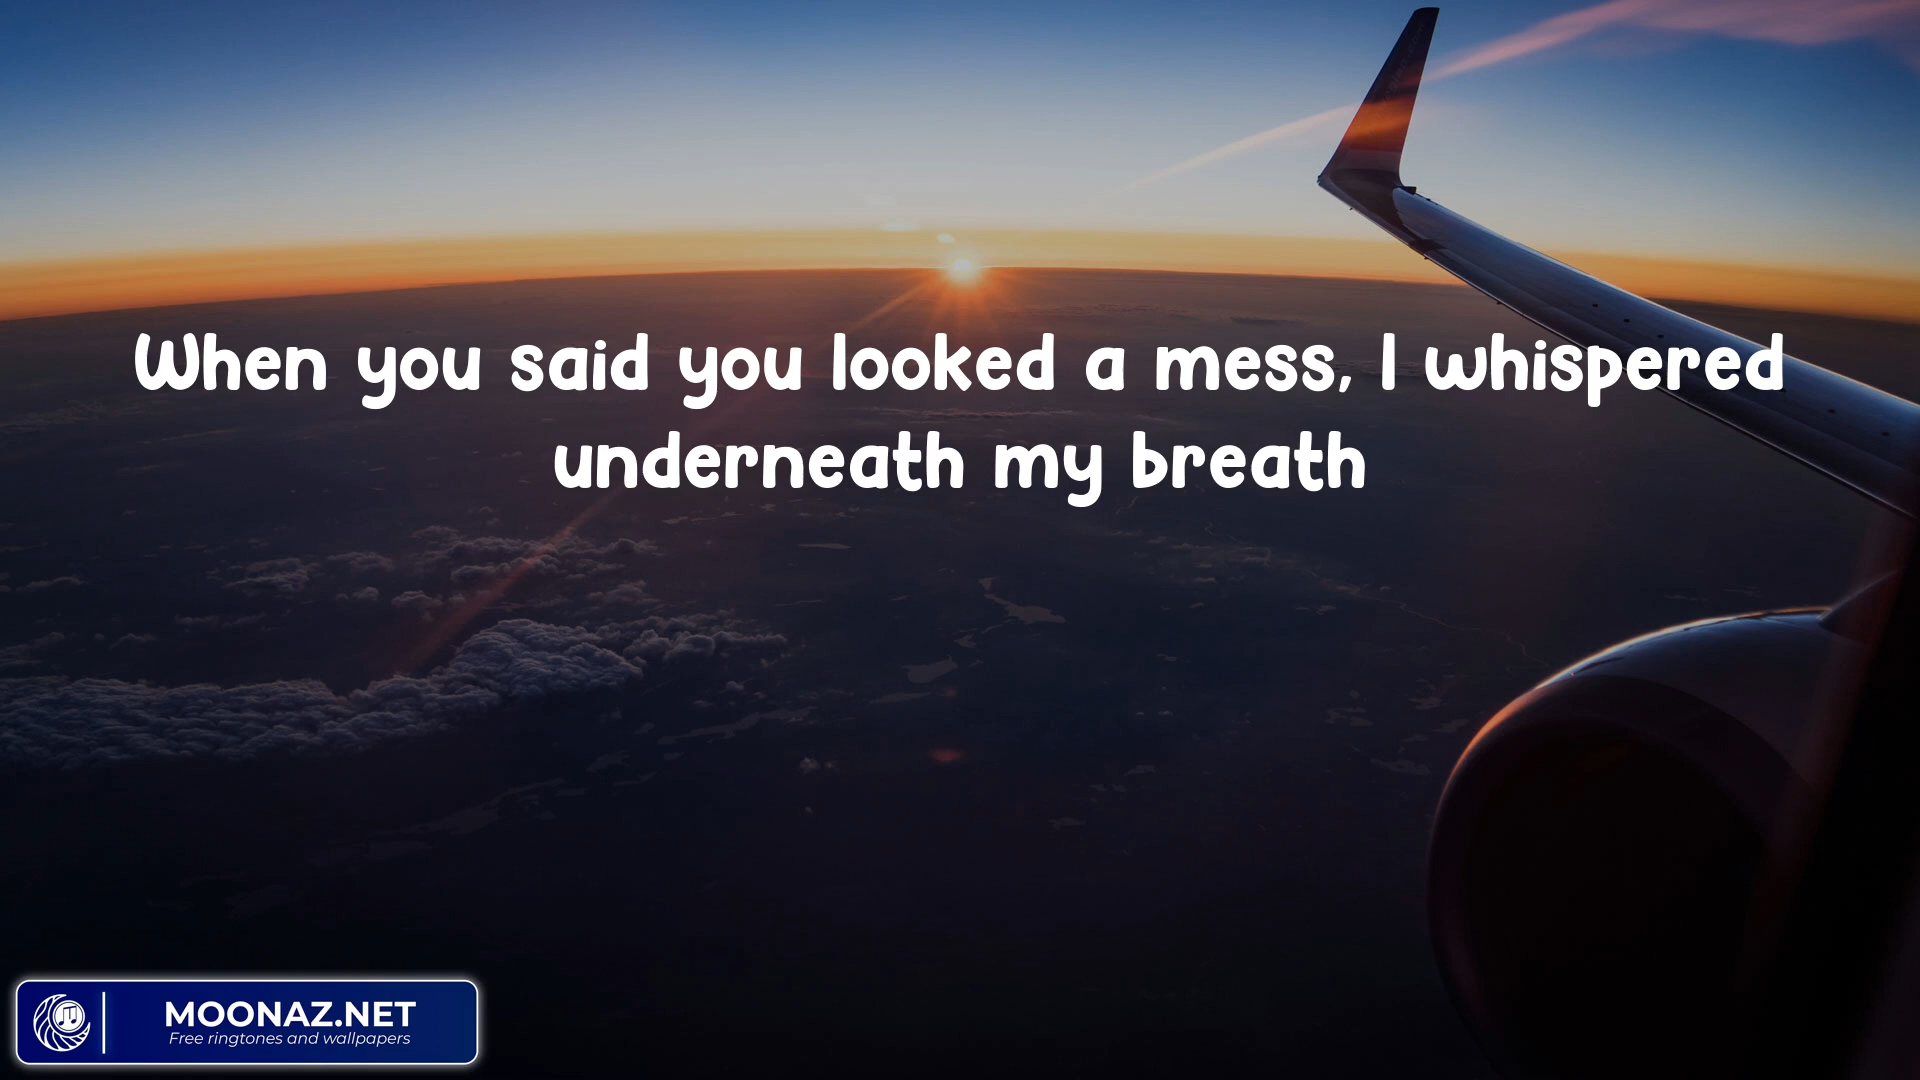 When you said you looked a mess, I whispered
underneath my breath
MOONAZ.NET
Free ringtones and wallpapers